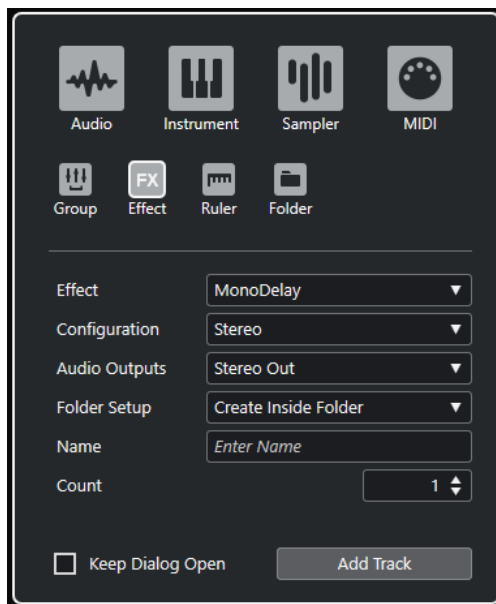 Audio Instrument Sampler MIDI
FX
Group Effect Ruler Folder
Effect MonoDelay
Configuration Stereo
Audio Outputs Stereo Out
Folder Setup Create Inside Folder
Name Enter Name
Count 1
Keep Dialog Open Add Track